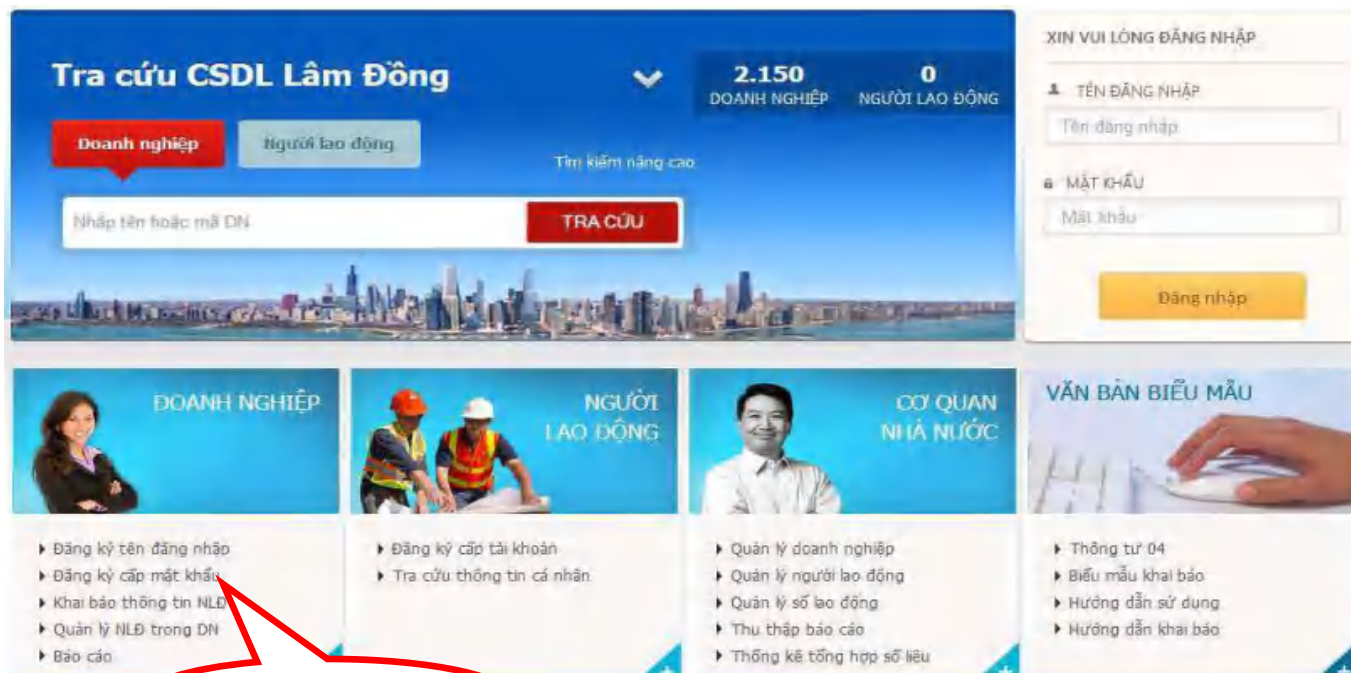 Tra cứu CSDL Lâm Đồng
2.150
DOANH NGHIỆP
0
NGƯỜI LAO ĐỘNG
Doanh nghiệp
Người lao động
Tìm kiếm nâng cao
Nhập tên hoặc mã DN
TRA CỨU
XIN VUI LÒNG ĐĂNG NHẬP
TÊN ĐĂNG NHẬP
Tên đăng nhập
MẬT KHẨU
Mật khẩu
Đăng nhập
DOANH NGHIỆP
Đăng ký tên đăng nhập
Đăng ký cấp mật khẩu
Khai báo thông tin NLĐ
Quản lý NLĐ trong DN
Báo cáo
NGƯỜI
LAO ĐỘNG
Đăng ký cấp tài khoản
Tra cứu thông tin cá nhân
CƠ QUAN
NHÀ NƯỚC
Quản lý doanh nghiệp
Quản lý người lao động
Quản lý số lao động
Thu thập báo cáo
Thống kê tổng hợp số liệu
VĂN BẢN BIỂU MẪU
Thông tư 04
Biểu mẫu khai báo
Hướng dẫn sử dụng
Hướng dẫn khai báo